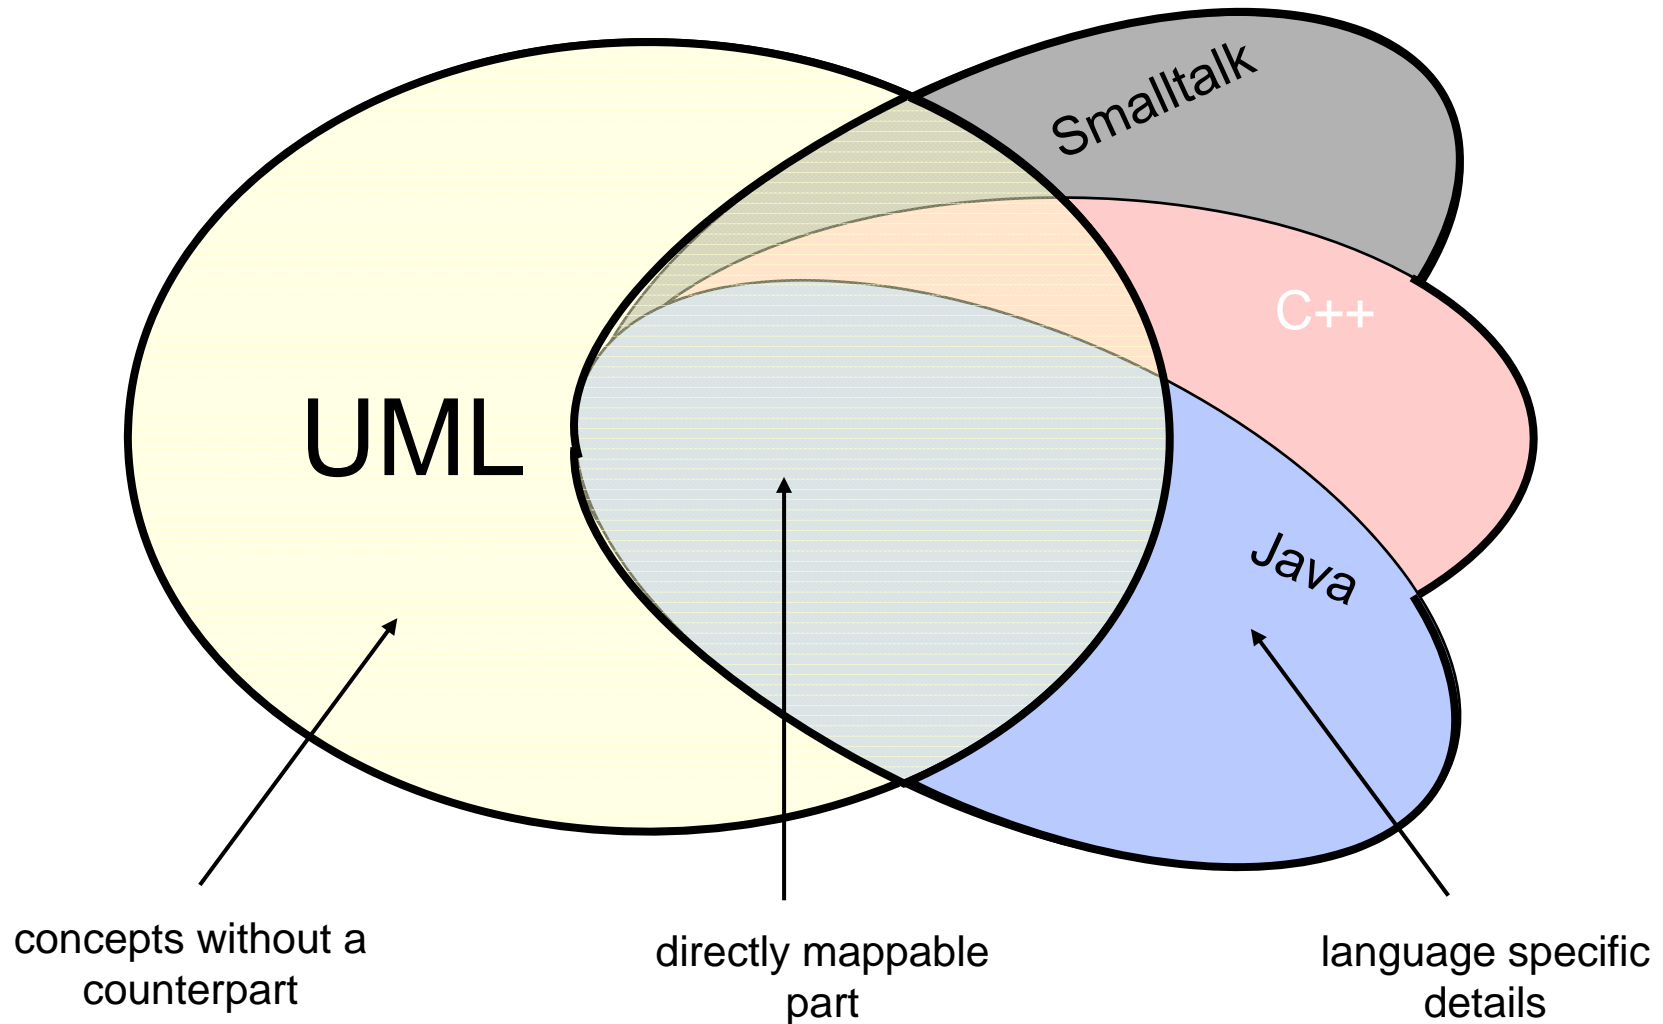 Smalltalk
C++
UML
Java
concepts without a
counterpart
directly mappable
part
language specific
details